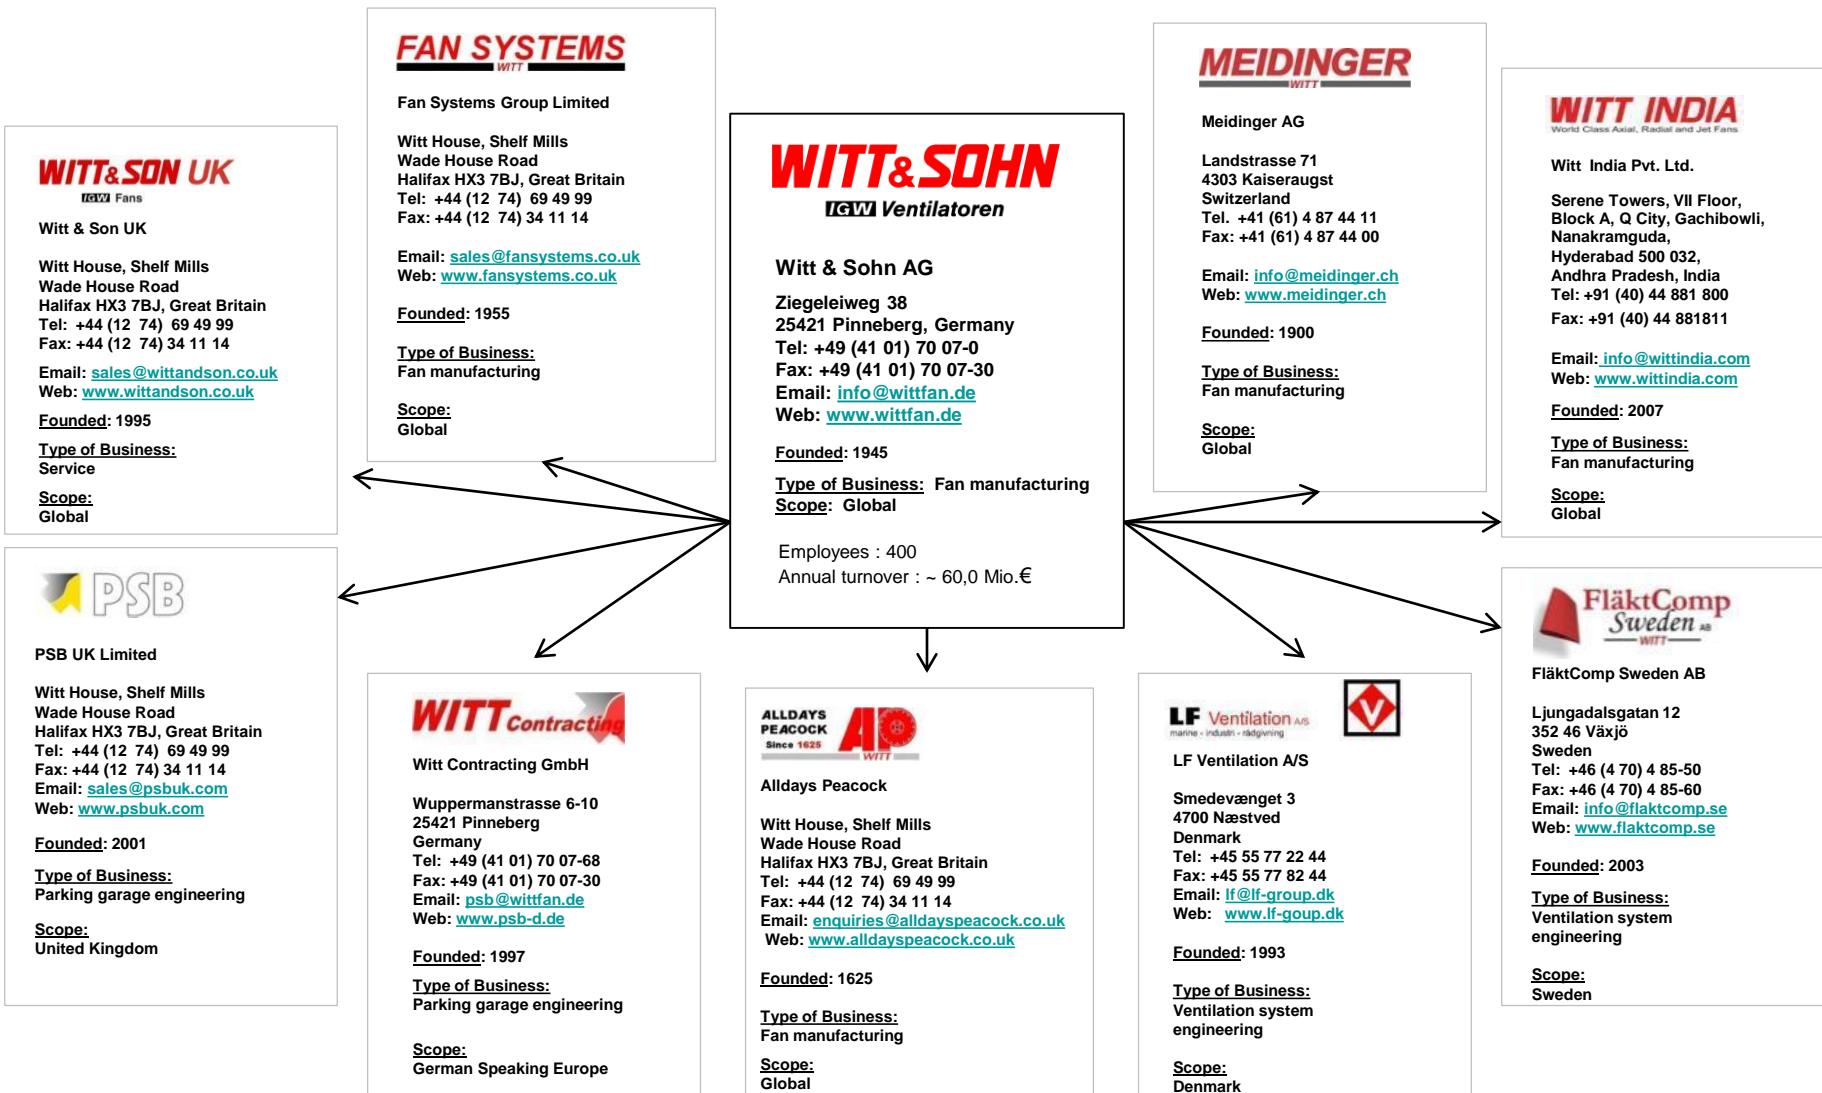 WITT&SON UK
IGW Fans
Witt & Son UK
Witt House, Shelf Mills
Wade House Road
Halifax HX3 7BJ, Great Britain
Tel: +44 (12 74) 69 49 99
Fax: +44 (12 74) 34 11 14
Email: sales@wittandson.co.uk
Web: www.wittandson.co.uk
Founded: 1995
Type of Business:
Service
Scope:
Global
FAN SYSTEMS
WITT
Fan Systems Group Limited
Witt House, Shelf Mills
Wade House Road
Halifax HX3 7BJ, Great Britain
Tel: +44 (12 74) 69 49 99
Fax: +44 (12 74) 34 11 14
Email: sales@fansystems.co.uk
Web: www.fansystems.co.uk
Founded: 1955
Type of Business:
Fan manufacturing
Scope:
Global
WITT&SOHN
IGW Ventilatoren
Witt & Sohn AG
Ziegeleiweg 38
25421 Pinneberg, Germany
Tel: +49 (41 01) 70 07-0
Fax: +49 (41 01) 70 07-30
Email: info@wittfan.de
Web: www.wittfan.de
Founded: 1945
Type of Business: Fan manufacturing
Scope: Global
Employees : 400
Annual turnover : ~ 60,0 Mio.€
MEIDINGER
WITT
Meidinger AG
Landstrasse 71
4303 Kaiseraugst
Switzerland
Tel. +41 (61) 4 87 44 11
Fax: +41 (61) 4 87 44 00
Email: info@meidinger.ch
Web: www.meidinger.ch
Founded: 1900
Type of Business:
Fan manufacturing
Scope:
Global
WITT INDIA
World Class Axial, Radial and Jet Fans
Witt India Pvt. Ltd.
Serene Towers, VII Floor,
Block A, Q City, Gachibowli,
Nanakramguda,
Hyderabad 500 032,
Andhra Pradesh, India
Tel: +91 (40) 44 881 800
Fax: +91 (40) 44 881811
Email: info@wittindia.com
Web: www.wittindia.com
Founded: 2007
Type of Business:
Fan manufacturing
Scope:
Global
PSB
PSB UK Limited
Witt House, Shelf Mills
Wade House Road
Halifax HX3 7BJ, Great Britain
Tel: +44 (12 74) 69 49 99
Fax: +44 (12 74) 34 11 14
Email: sales@psbuk.com
Web: www.psbuk.com
Founded: 2001
Type of Business:
Parking garage engineering
Scope:
United Kingdom
WITT Contracting
Witt Contracting GmbH
Wuppermanstrasse 6-10
25421 Pinneberg
Germany
Tel: +49 (41 01) 70 07-68
Fax: +49 (41 01) 70 07-30
Email: psb@wittfan.de
Web: www.psb-d.de
Founded: 1997
Type of Business:
Parking garage engineering
Scope:
German Speaking Europe
ALLDAYS
PEACOCK
Since 1625
AP
WITT
Alldays Peacock
Witt House, Shelf Mills
Wade House Road
Halifax HX3 7BJ, Great Britain
Tel: +44 (12 74) 69 49 99
Fax: +44 (12 74) 34 11 14
Email: enquiries@alldayspeacock.co.uk
Web: www.alldayspeacock.co.uk
Founded: 1625
Type of Business:
Fan manufacturing
Scope:
Global
LF Ventilation A/S
marine - industri - rådgivning
V
LF Ventilation A/S
Smedevænget 3
4700 Næstved
Denmark
Tel: +45 55 77 22 44
Fax: +45 55 77 82 44
Email: lf@lf-group.dk
Web: www.lf-goup.dk
Founded: 1993
Type of Business:
Ventilation system
engineering
Scope:
Denmark
FläktComp
Sweden AB
WITT
FläktComp Sweden AB
Ljungadalsgatan 12
352 46 Växjö
Sweden
Tel: +46 (4 70) 4 85-50
Fax: +46 (4 70) 4 85-60
Email: info@flaktcomp.se
Web: www.flaktcomp.se
Founded: 2003
Type of Business:
Ventilation system
engineering
Scope:
Sweden